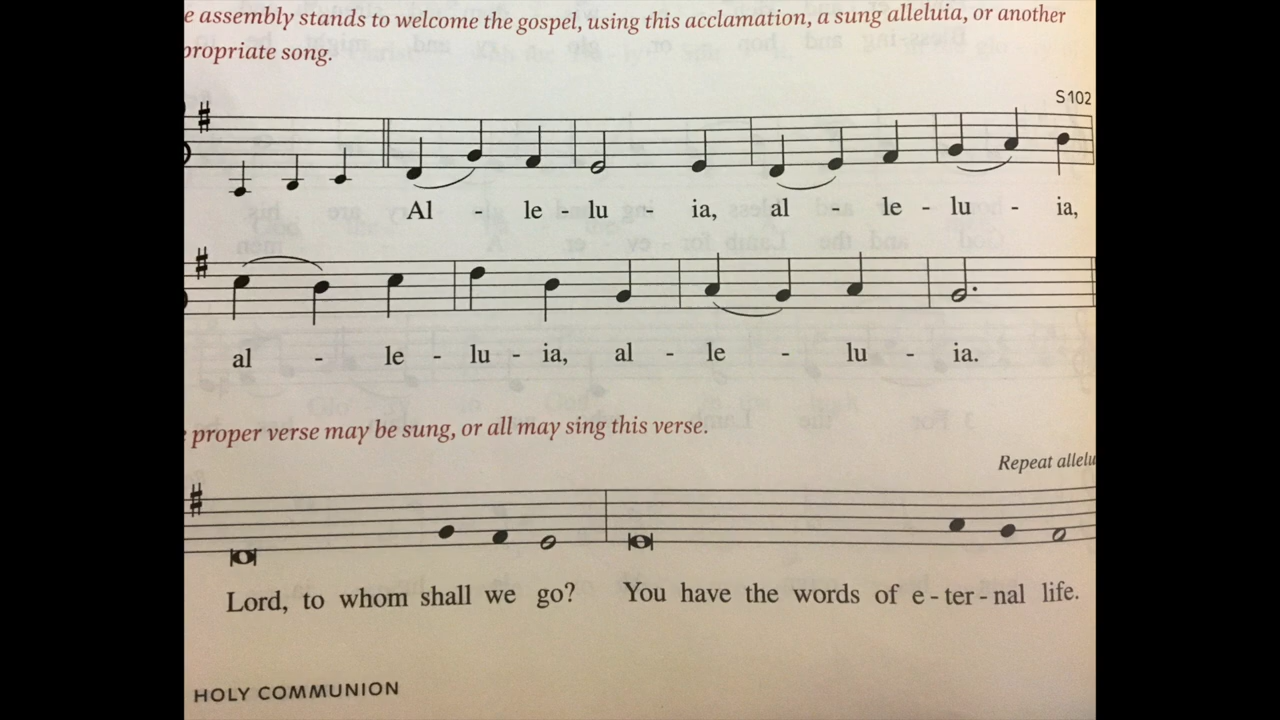 e assembly stands to welcome the gospel, using this acclamation, a sung alleluia, or another
propriate song.
S102
Al - le - lu - ia, al - le - lu - ia,
al - le - lu - ia, al - le - lu - ia.
proper verse may be sung, or all may sing this verse.
Repeat allelu
Lord, to whom shall we go? You have the words of e - ter - nal life.
HOLY COMMUNION